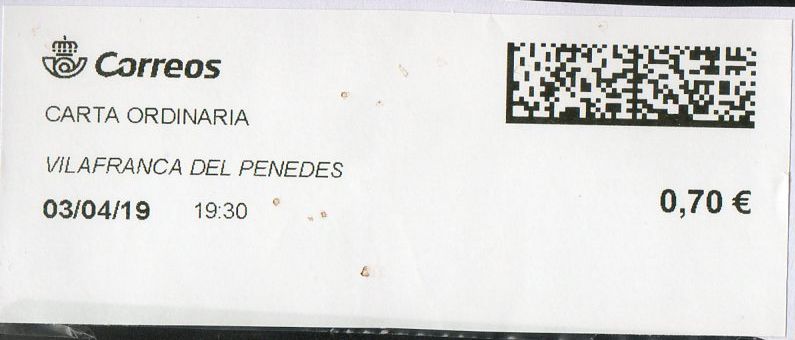 Correos
CARTA ORDINARIA
VILAFRANCA DEL PENEDES
03/04/19 19:30
0,70 €